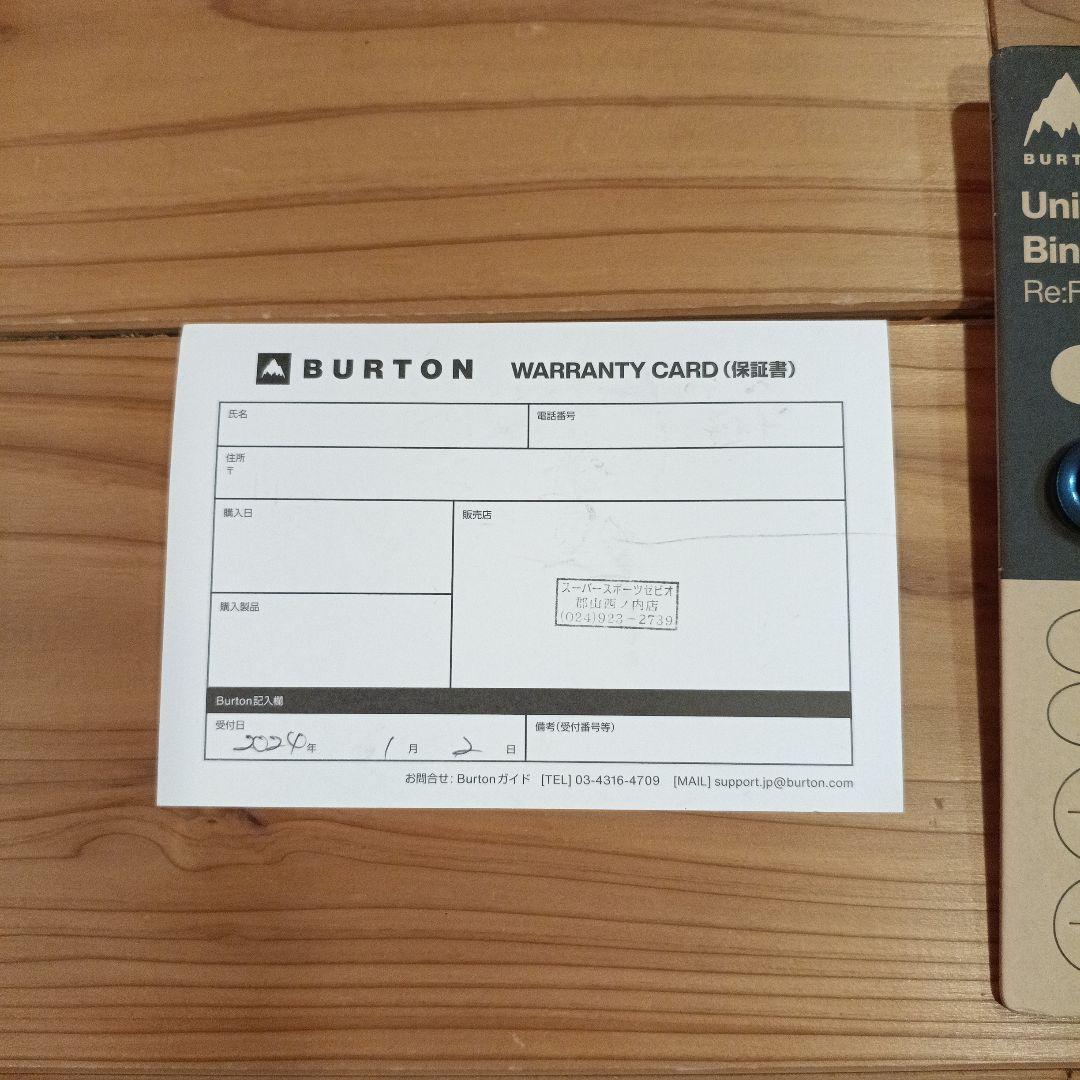 BURTON WARRANTY CARD(保証書)
氏名
電話番号
住所
〒
購入日
販売店
スーパースポーツゼビオ
郡山西ノ内店
(024)923-2739
購入製品
Burton記入欄
受付日
2024年 1月 2日
備考(受付番号等)
お問合せ: Burtonガイド [TEL] 03-4316-4709 [MAIL] support.jp@burton.com
BURT
Uni
Bin
Re:F